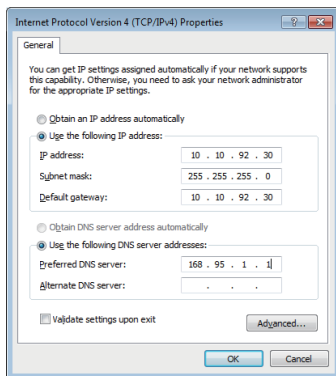 Internet Protocol Version 4 (TCP/IPv4) Properties
General
You can get IP settings assigned automatically if your network supports
this capability. Otherwise, you need to ask your network administrator
for the appropriate IP settings.
Obtain an IP address automatically
Use the following IP address:
IP address: 10 . 10 . 92 . 30
Subnet mask: 255 . 255 . 255 . 0
Default gateway: 10 . 10 . 92 . 30
Obtain DNS server address automatically
Use the following DNS server addresses:
Preferred DNS server: 168 . 95 . 1 . 1
Alternate DNS server: . . .
Validate settings upon exit
Advanced...
OK Cancel